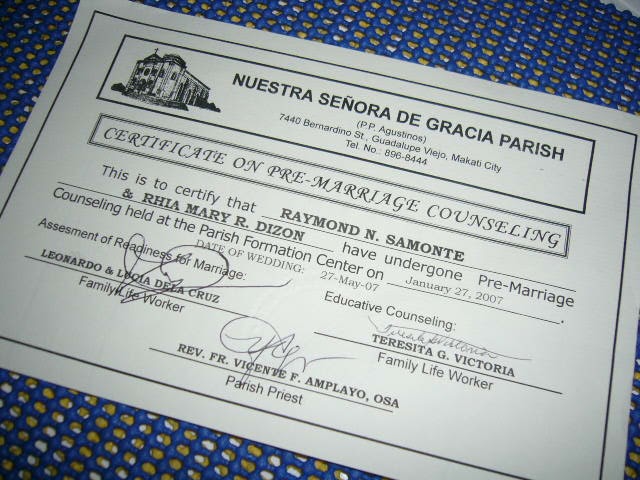 NUESTRA SEÑORA DE GRACIA PARISH
(P.P. Agustinos)
7440 Bernardino St., Guadalupe Viejo, Makati City
Tel. No.: 896-8444
CERTIFICATE ON PRE-MARRIAGE COUNSELING
This is to certify that RAYMOND N. SAMONTE
& RHIA MARY R. DIZON have undergone Pre-Marriage
Counseling held at the Parish Formation Center on January 27, 2007.
DATE OF WEDDING: 27-May-07
Assesment of Readiness for Marriage:
LEONARDO & LUCIA DELA CRUZ
Family Life Worker
Educative Counseling:
TERESITA G. VICTORIA
Family Life Worker
REV. FR. VICENTE F. AMPLAYO, OSA
Parish Priest